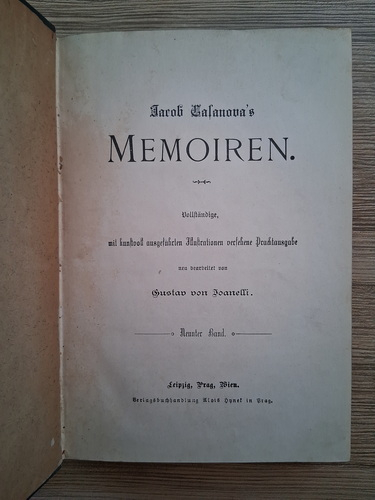 Jacob Casanova's
MEMOIREN.
Vollständige,
mit kunstvoll ausgeführten Illustrationen versehene Prachtausgabe
neu bearbeitet von
Gustav von Joanelli.
Neunter Band.
Leipzig, Prag, Wien.
Verlagsbuchhandlung Alois Hynek in Prag.